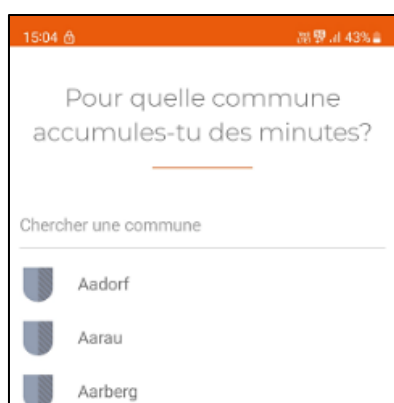 15:04
43%
Pour quelle commune
accumules-tu des minutes?
Chercher une commune
Aadorf
Aarau
Aarberg